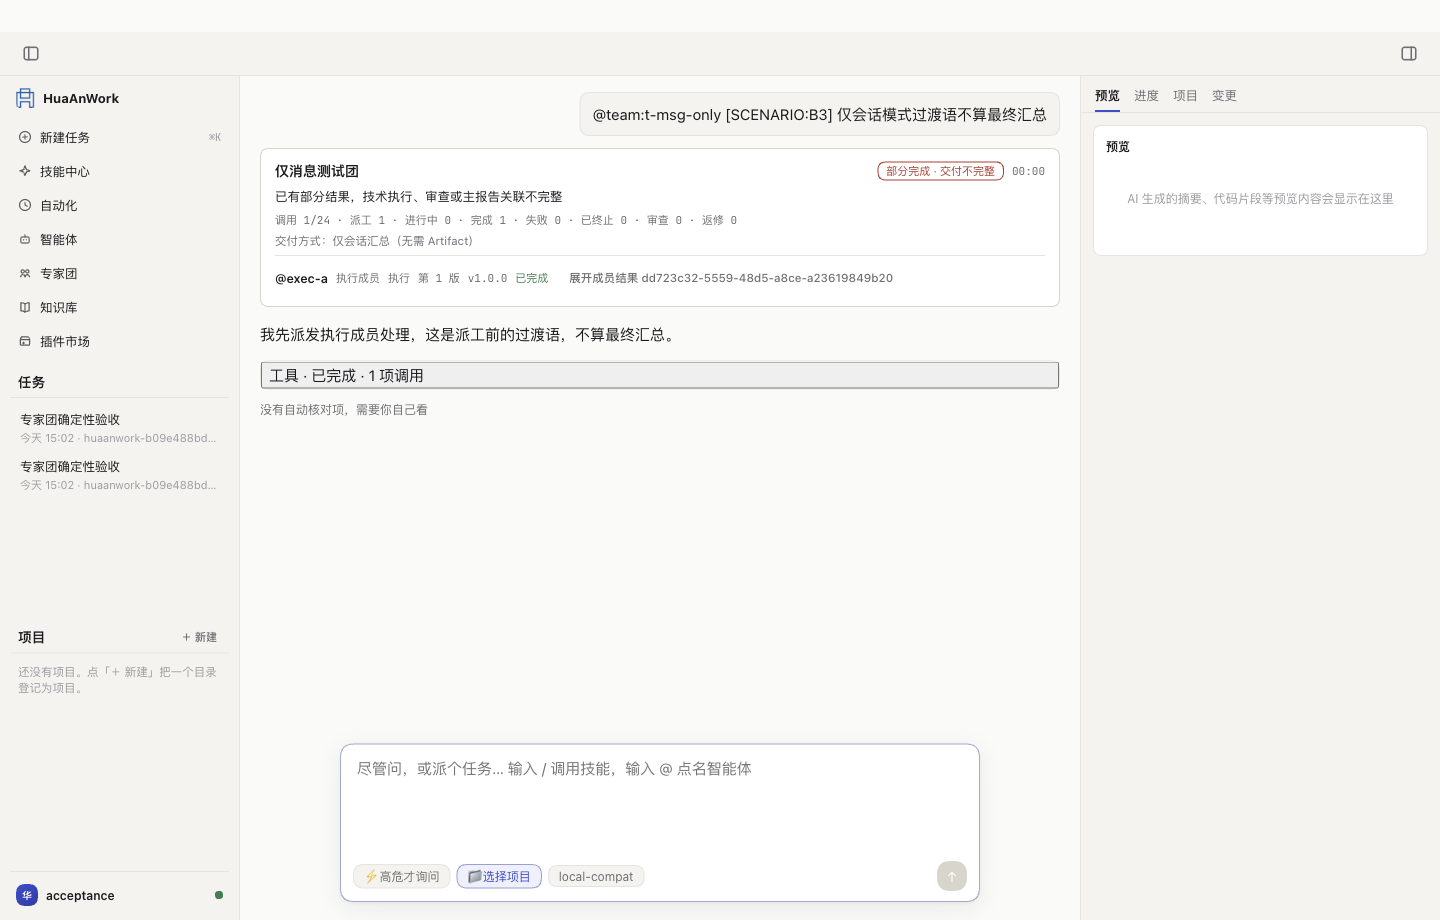 HuaAnWork
新建任务 ⌘K
技能中心
自动化
智能体
专家团
知识库
插件市场
任务
专家团确定性验收
今天 15:02 · huaanwork-b09e488bd...
专家团确定性验收
今天 15:02 · huaanwork-b09e488bd...
项目 + 新建
还没有项目。点「+ 新建」把一个目录
登记为项目。
华 acceptance
@team:t-msg-only [SCENARIO:B3] 仅会话模式过渡语不算最终汇总
仅消息测试团 部分完成 · 交付不完整 00:00
已有部分结果，技术执行、审查或主报告关联不完整
调用 1/24 · 派工 1 · 进行中 0 · 完成 1 · 失败 0 · 已终止 0 · 审查 0 · 返修 0
交付方式：仅会话汇总（无需 Artifact）
@exec-a 执行成员 执行 第 1 版 v1.0.0 已完成 展开成员结果 dd723c32-5559-48d5-a8ce-a23619849b20
我先派发执行成员处理，这是派工前的过渡语，不算最终汇总。
工具 · 已完成 · 1 项调用
没有自动核对项，需要你自己看
尽管问，或派个任务... 输入 / 调用技能，输入 @ 点名智能体
⚡高危才询问 选择项目 local-compat
预览 进度 项目 变更
预览
AI 生成的摘要、代码片段等预览内容会显示在这里